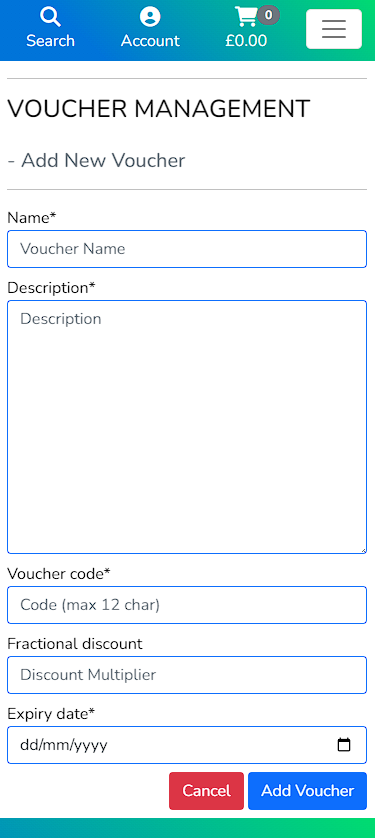 Search
Account
0
£0.00
VOUCHER MANAGEMENT
- Add New Voucher
Name*
Voucher Name
Description*
Description
Voucher code*
Code (max 12 char)
Fractional discount
Discount Multiplier
Expiry date*
dd/mm/yyyy
Cancel
Add Voucher